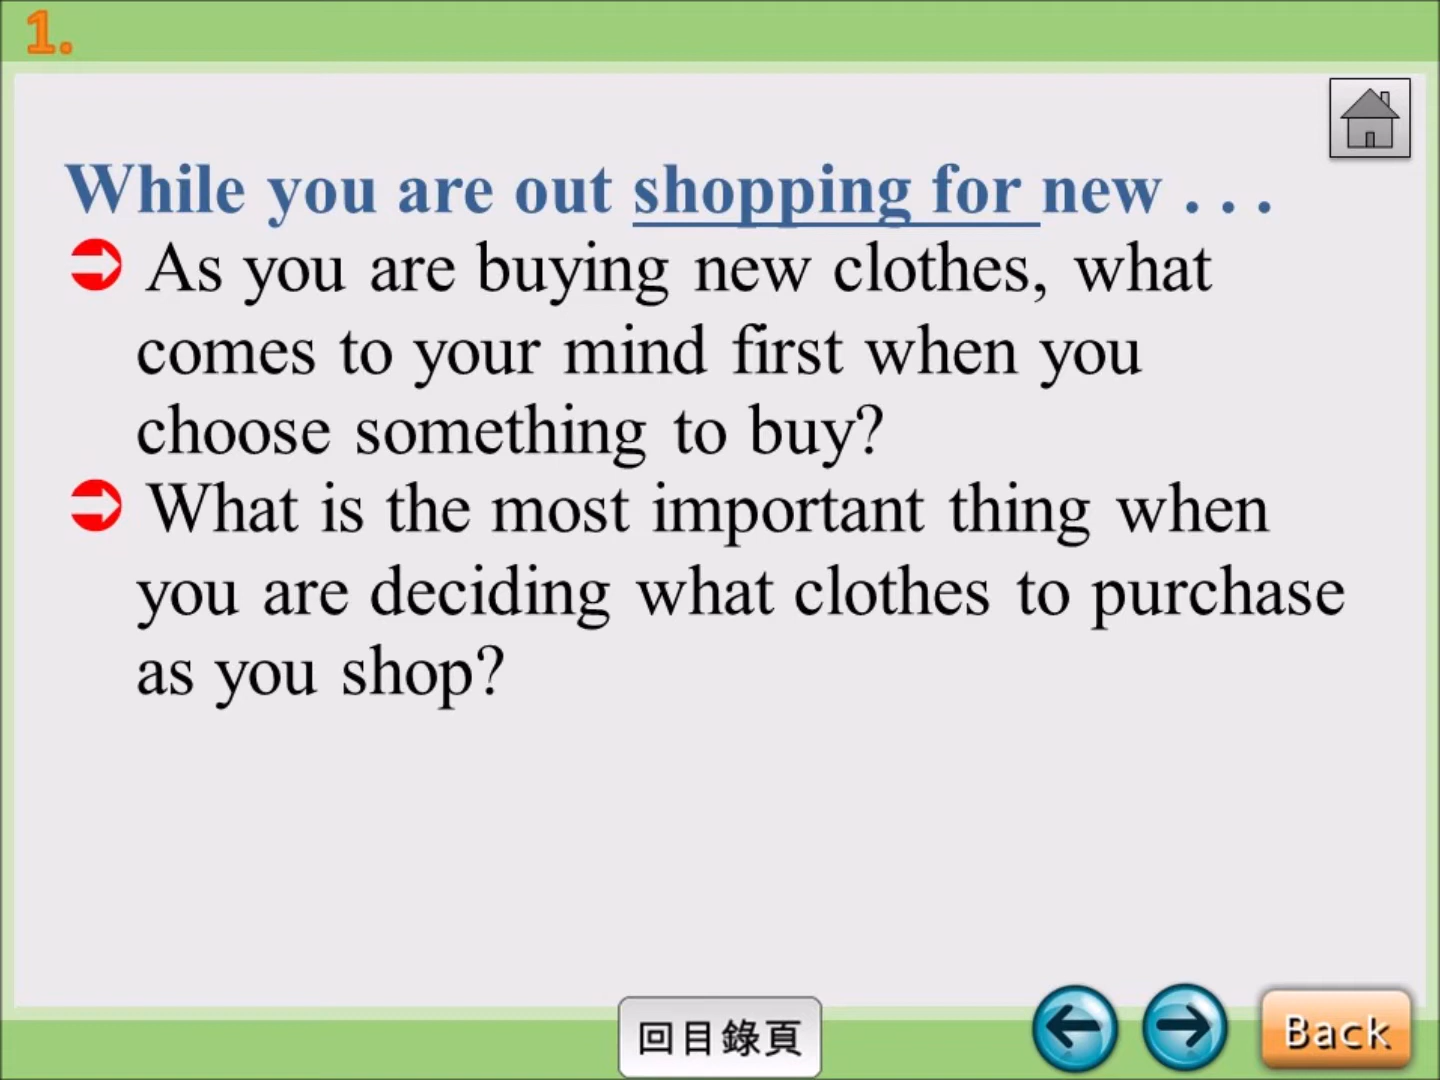 1.
While you are out shopping for new . . .
As you are buying new clothes, what
comes to your mind first when you
choose something to buy?
What is the most important thing when
you are deciding what clothes to purchase
as you shop?
回目錄頁
Back